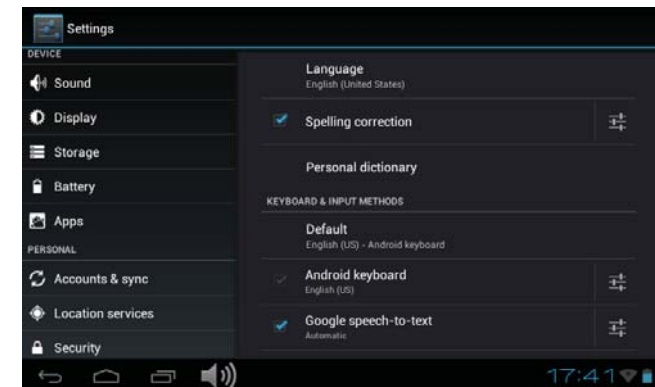 Settings
DEVICE
Sound
Display
Storage
Battery
Apps
PERSONAL
Accounts & sync
Location services
Security
Language
English (United States)
Spelling correction
Personal dictionary
KEYBOARD & INPUT METHODS
Default
English (US) - Android keyboard
Android keyboard
English (US)
Google speech-to-text
Automatic
17:41